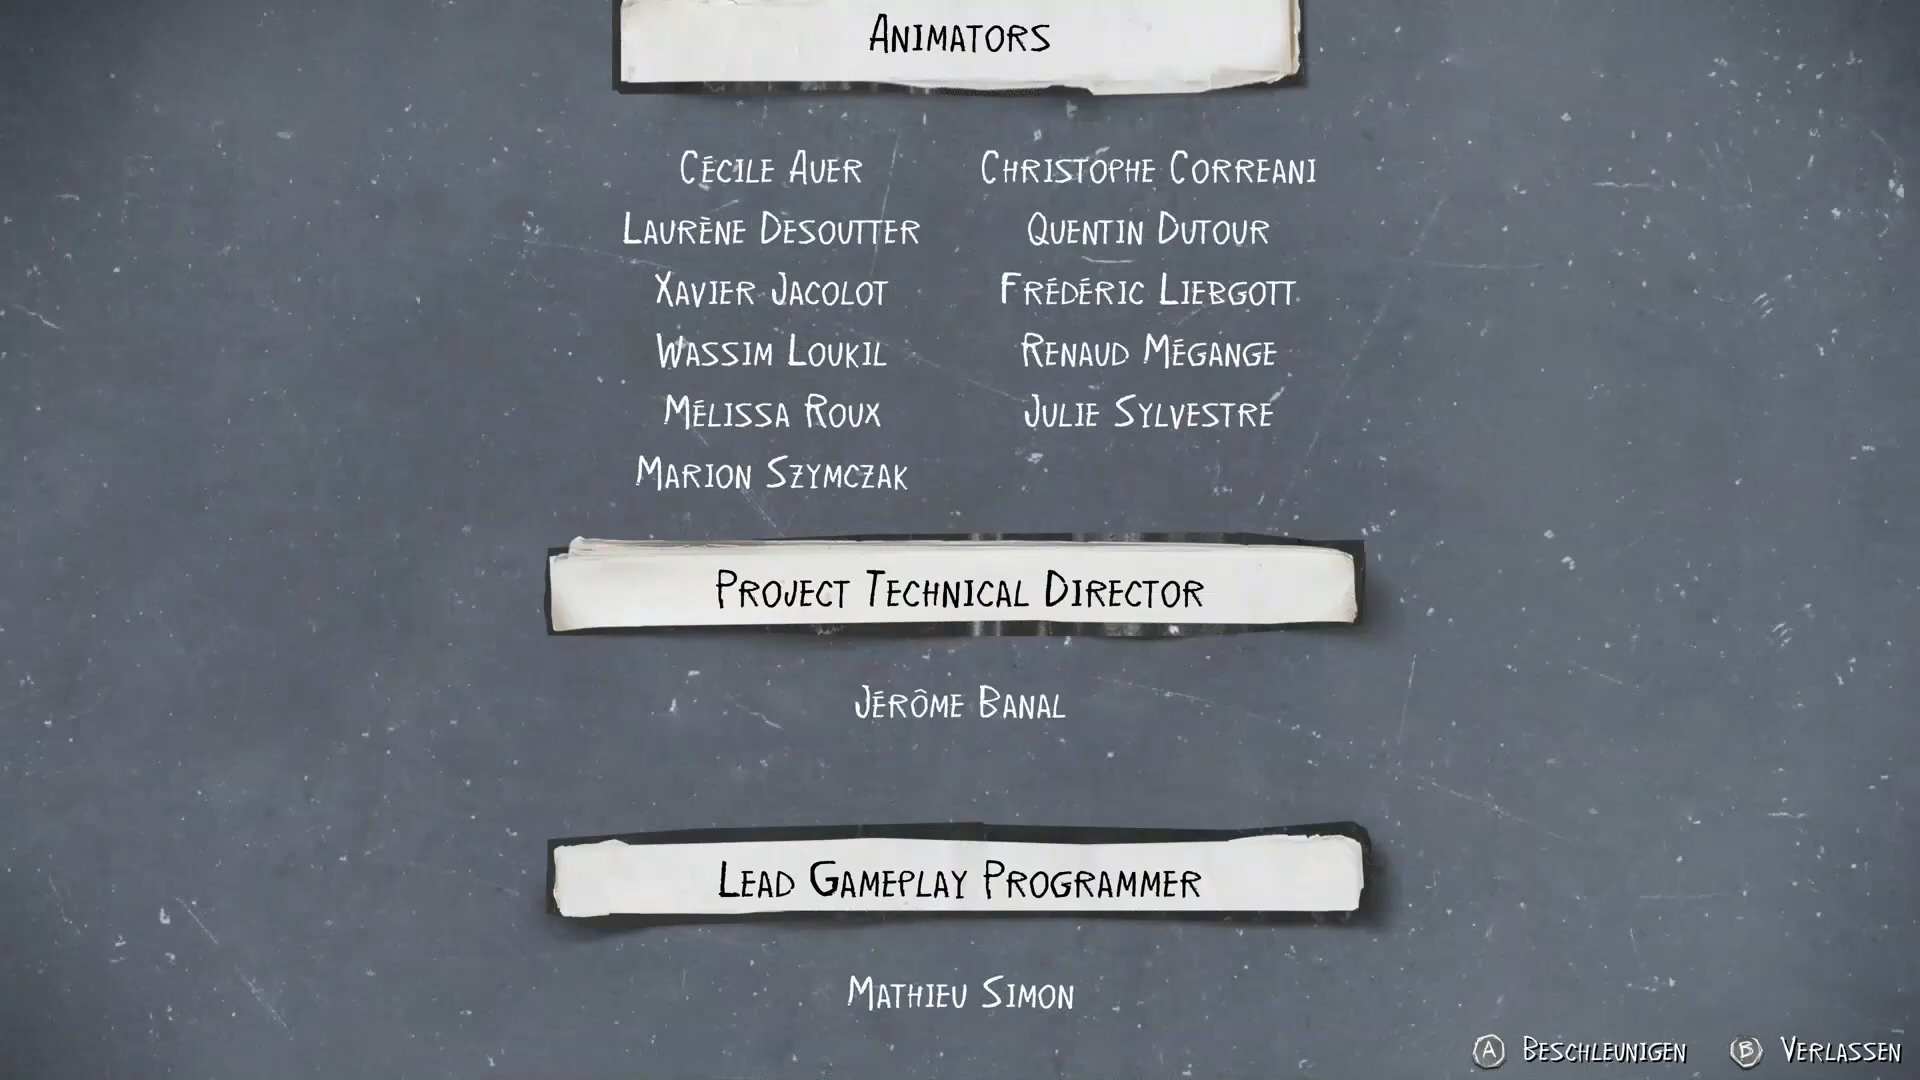 Animators
Cécile Auer Christophe Correani
Laurène Desoutter Quentin Dutour
Xavier Jacolot Frédéric Liebgott
Wassim Loukil Renaud Mégange
Mélissa Roux Julie Sylvestre
Marion Szymczak
Project Technical Director
Jérôme Banal
Lead Gameplay Programmer
Mathieu Simon
A Beschleunigen B Verlassen